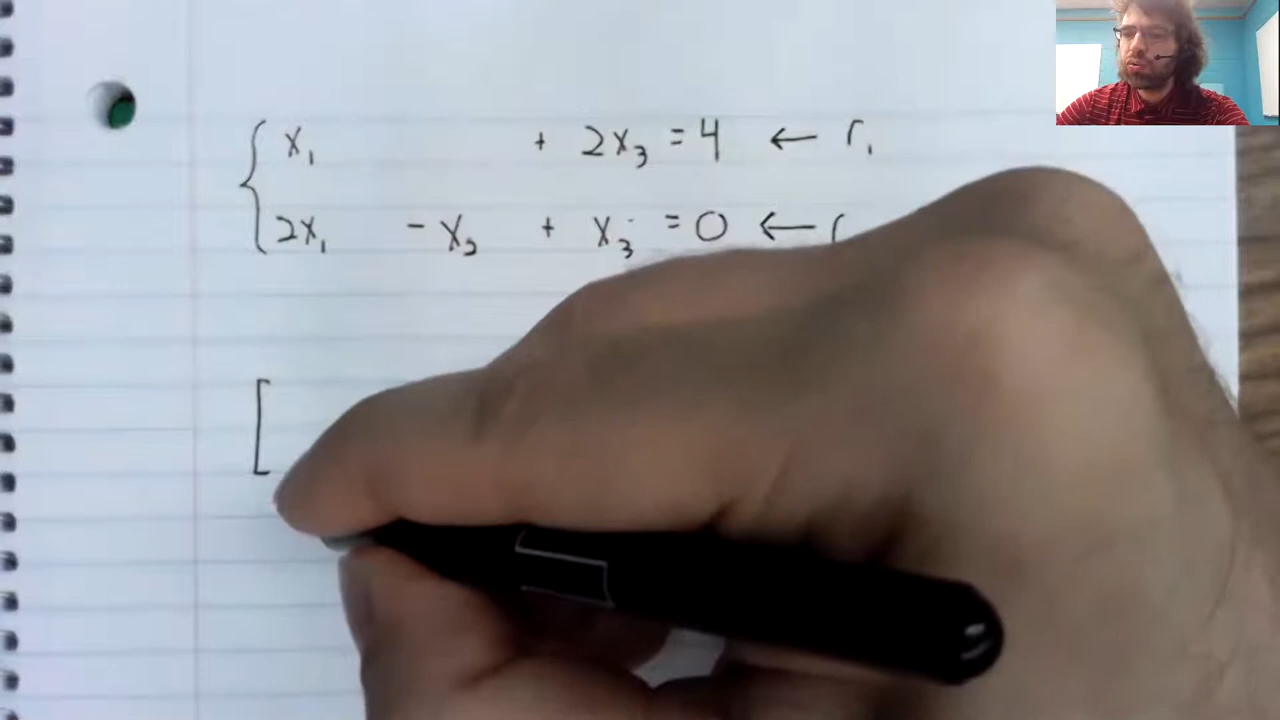 { x₁ + 2x₃ = 4 ← r₁
2x₁ - x₂ + x₃ = 0 ← r
[